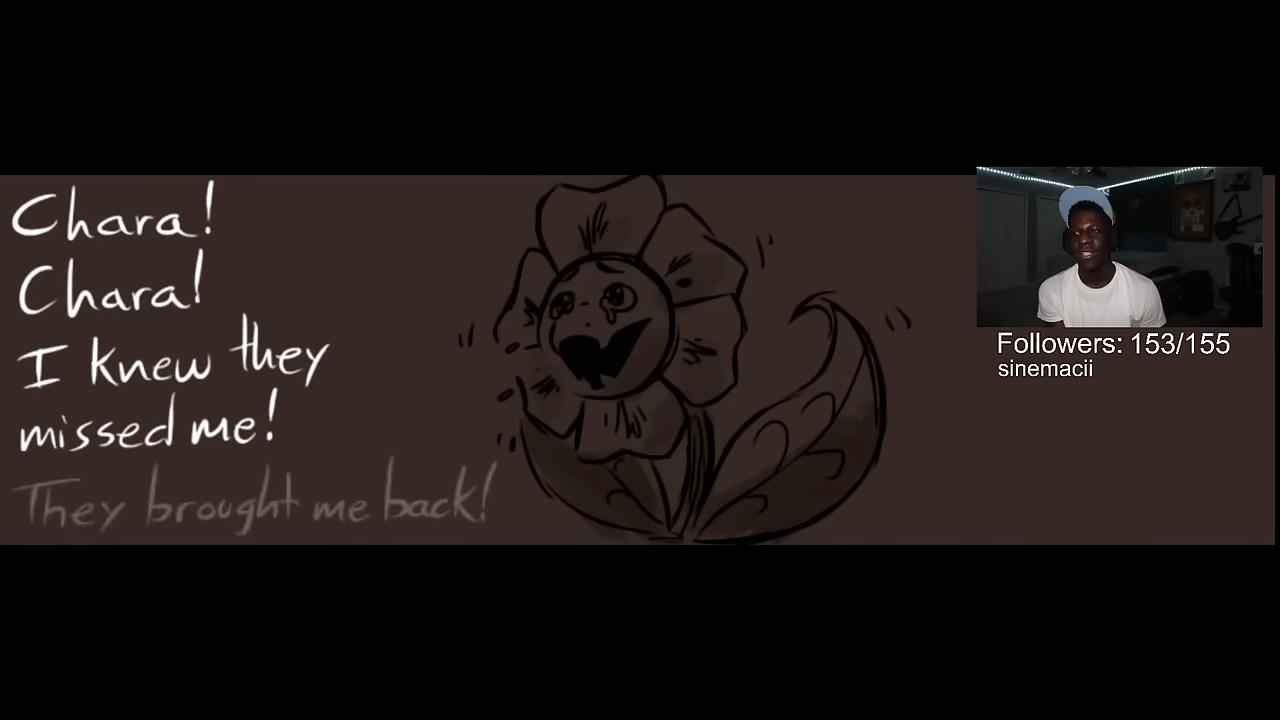 Chara!
Chara!
I knew they
missed me!
They brought me back!
Followers: 153/155
sinemacii